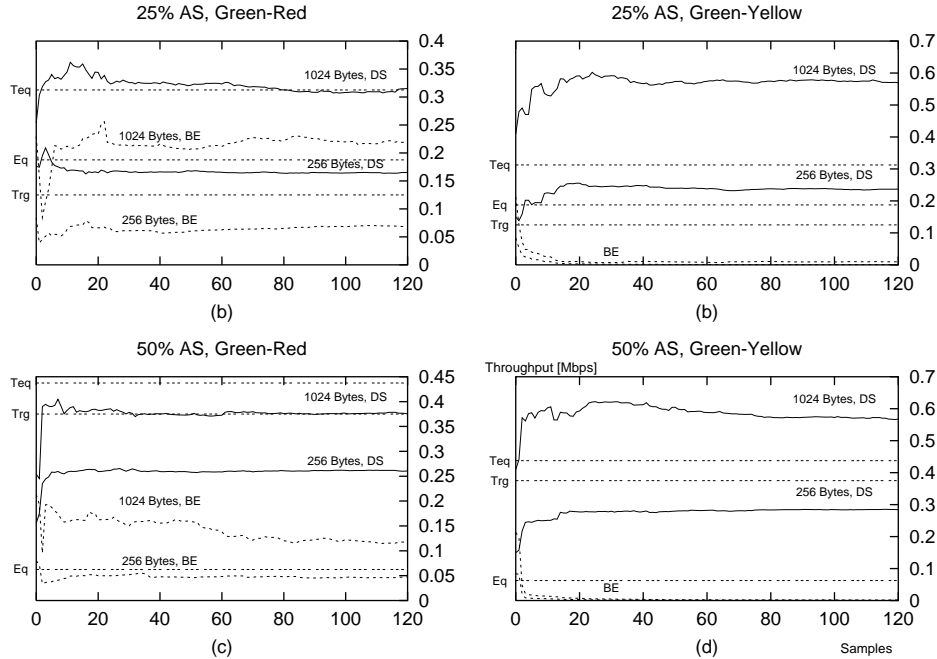 25% AS, Green-Red
0.4
0.35
0.3
0.25
0.2
0.15
0.1
0.05
0
Teq
Eq
Trg
1024 Bytes, DS
1024 Bytes, BE
256 Bytes, DS
256 Bytes, BE
0 20 40 60 80 100 120
(b)
25% AS, Green-Yellow
0.7
0.6
0.5
0.4
0.3
0.2
0.1
0
Teq
Eq
Trg
1024 Bytes, DS
256 Bytes, DS
BE
0 20 40 60 80 100 120
(b)
50% AS, Green-Red
0.45
0.4
0.35
0.3
0.25
0.2
0.15
0.1
0.05
0
Teq
Trg
Eq
1024 Bytes, DS
256 Bytes, DS
1024 Bytes, BE
256 Bytes, BE
0 20 40 60 80 100 120
(c)
50% AS, Green-Yellow
Throughput [Mbps]
0.7
0.6
0.5
0.4
0.3
0.2
0.1
0
Teq
Trg
Eq
1024 Bytes, DS
256 Bytes, DS
BE
0 20 40 60 80 100 120
(d)
Samples